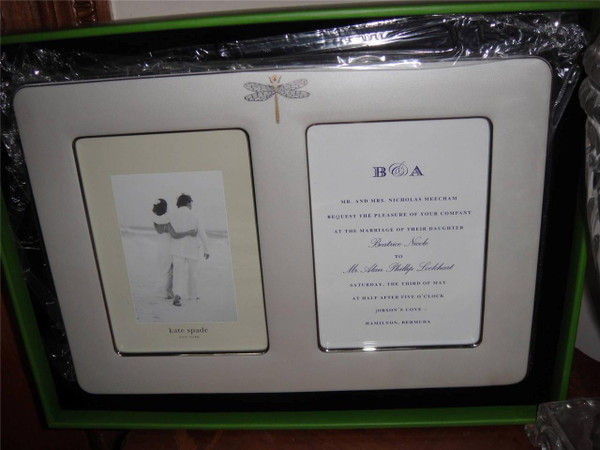 kate spade
NEW YORK
B&A
MR. AND MRS. NICHOLAS MEECHAM
REQUEST THE PLEASURE OF YOUR COMPANY
AT THE MARRIAGE OF THEIR DAUGHTER
Beatrice Nicole
TO
Mr. Alan Phillip Lockhart
SATURDAY, THE THIRD OF MAY
AT HALF AFTER FIVE O'CLOCK
JOBSON'S COVE -
HAMILTON, BERMUDA